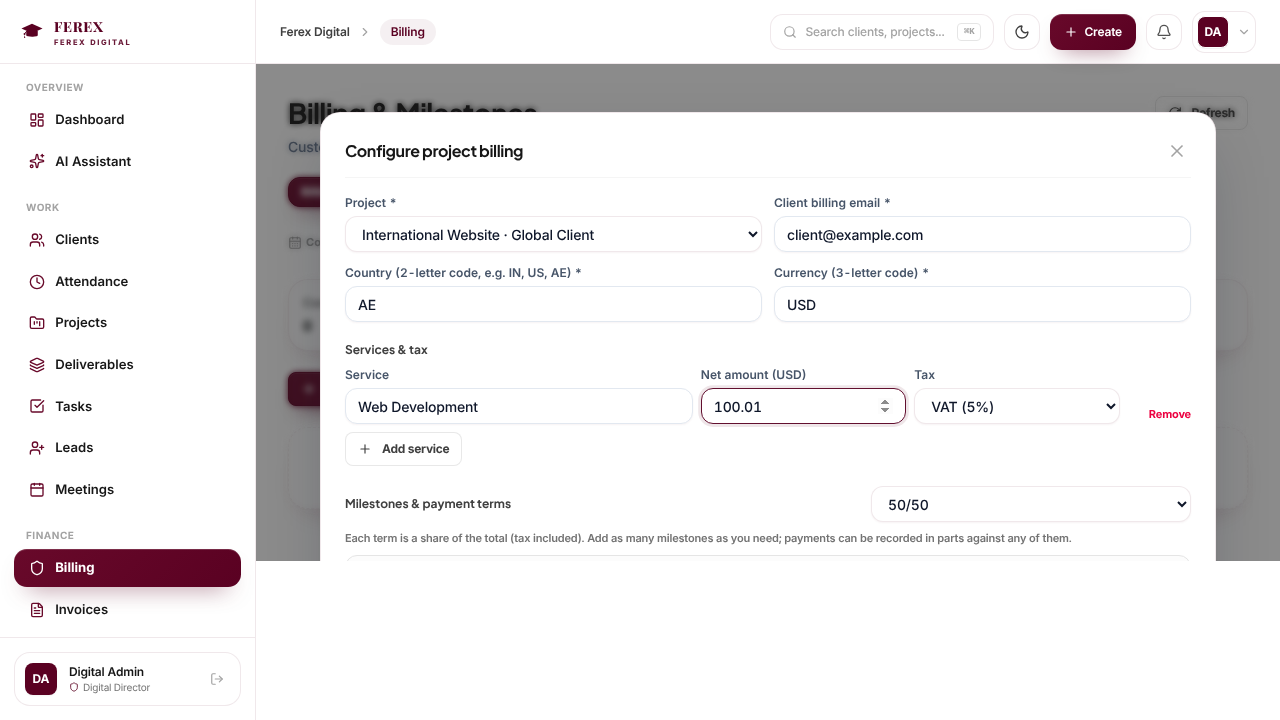 FEREX
FEREX DIGITAL
Ferex Digital
Billing
Search clients, projects...
⌘K
Create
DA
OVERVIEW
Dashboard
AI Assistant
WORK
Clients
Attendance
Projects
Deliverables
Tasks
Leads
Meetings
FINANCE
Billing
Invoices
DA
Digital Admin
Digital Director
Billing & Milestones
Refresh
Configure project billing
Project *
Client billing email *
International Website · Global Client
client@example.com
Country (2-letter code, e.g. IN, US, AE) *
Currency (3-letter code) *
AE
USD
Services & tax
Service
Net amount (USD)
Tax
Web Development
100.01
VAT (5%)
Remove
Add service
Milestones & payment terms
50/50
Each term is a share of the total (tax included). Add as many milestones as you need; payments can be recorded in parts against any of them.